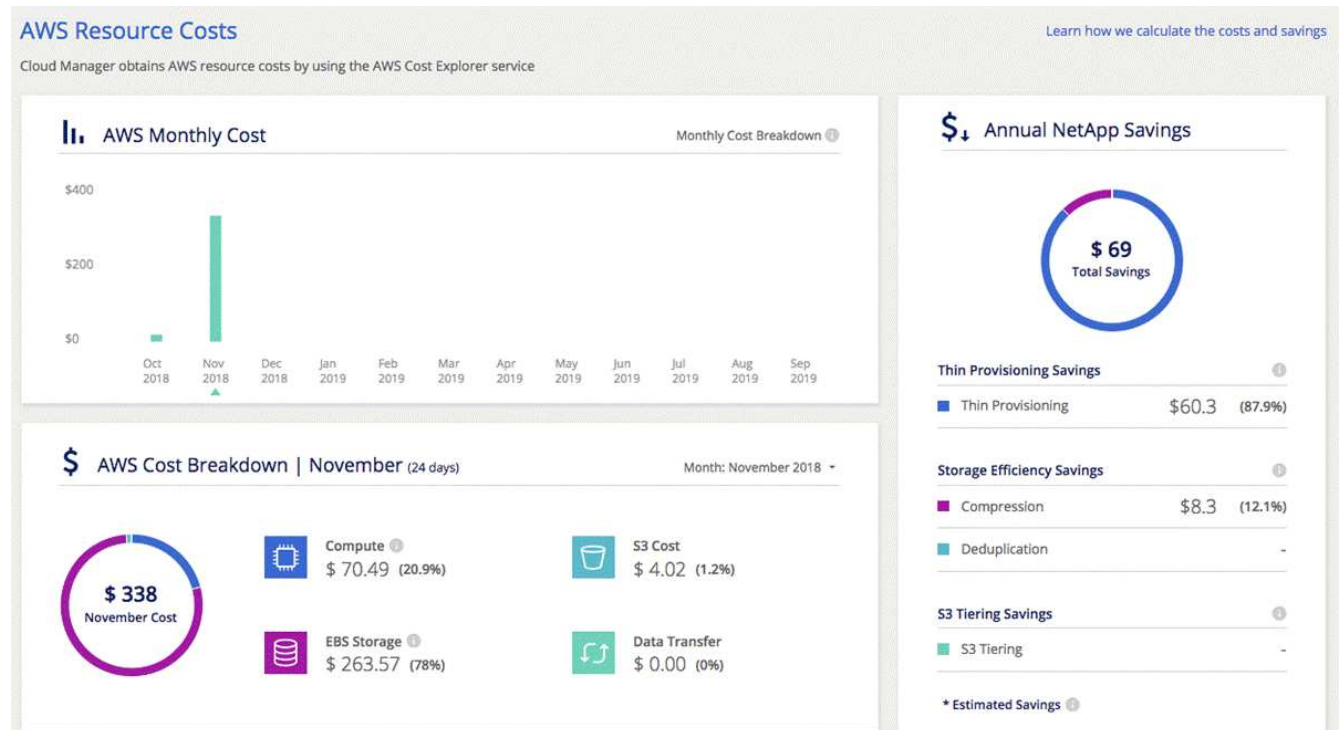 AWS Resource Costs
Learn how we calculate the costs and savings
Cloud Manager obtains AWS resource costs by using the AWS Cost Explorer service
AWS Monthly Cost
Monthly Cost Breakdown
$400
$200
$0
Oct Nov Dec Jan Feb Mar Apr May Jun Jul Aug Sep
2018 2018 2018 2019 2019 2019 2019 2019 2019 2019 2019 2019
AWS Cost Breakdown | November (24 days)
Month: November 2018
$ 338
November Cost
Compute
$ 70.49 (20.9%)
S3 Cost
$ 4.02 (1.2%)
EBS Storage
$ 263.57 (78%)
Data Transfer
$ 0.00 (0%)
Annual NetApp Savings
$ 69
Total Savings
Thin Provisioning Savings
Thin Provisioning $60.3 (87.9%)
Storage Efficiency Savings
Compression $8.3 (12.1%)
Deduplication -
S3 Tiering Savings
S3 Tiering -
* Estimated Savings